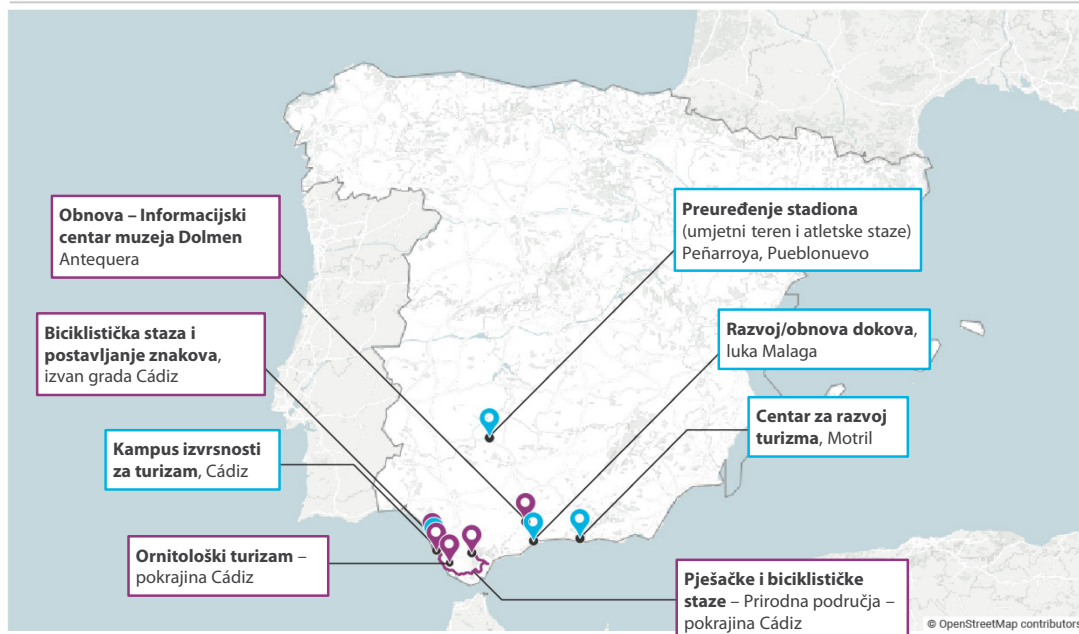 Obnova – Informacijski
centar muzeja Dolmen
Antequera
Preuređenje stadiona
(umjetni teren i atletske staze)
Peñarroya, Pueblonuevo
Biciklistička staza i
postavljanje znakova,
izvan grada Cádiz
Razvoj/obnova dokova,
luka Malaga
Kampus izvrsnosti
za turizam, Cádiz
Centar za razvoj
turizma, Motril
Ornitološki turizam –
pokrajina Cádiz
Pješačke i biciklističke
staze – Prirodna područja –
pokrajina Cádiz
© OpenStreetMap contributors